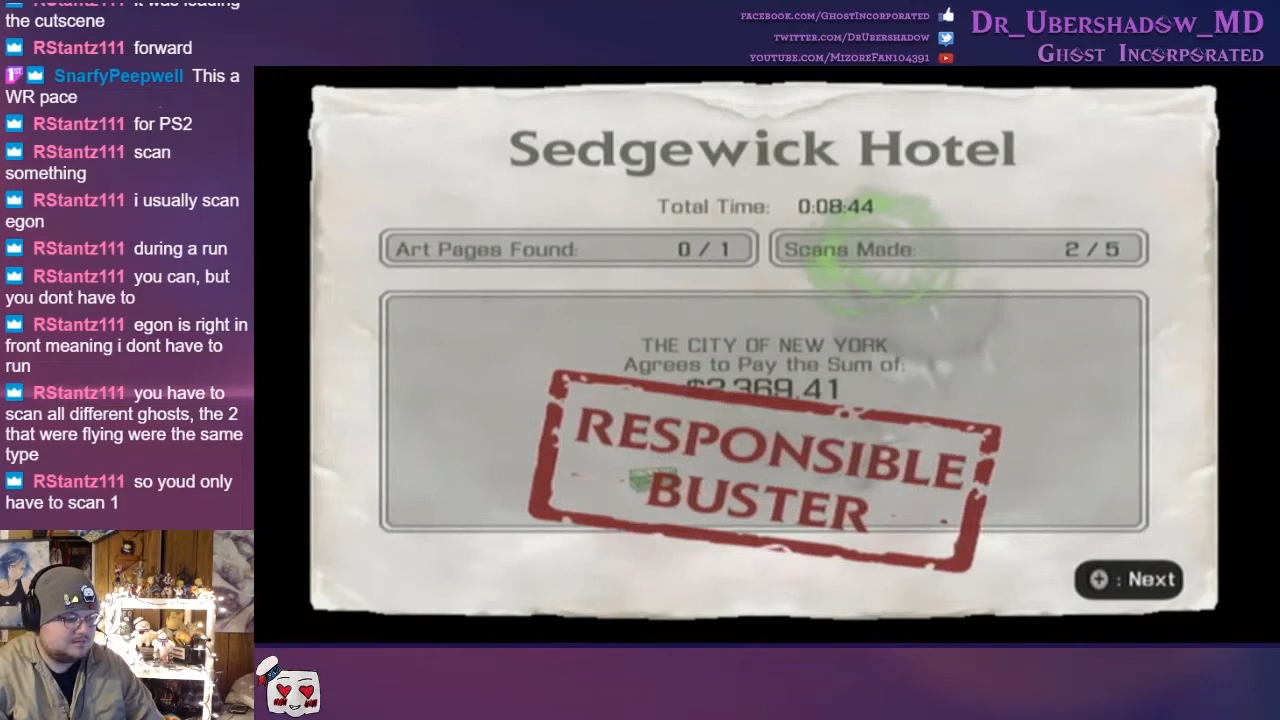 the cutscene
RStantz111 forward
1ST SnarfyPeepwell This a
WR pace
RStantz111 for PS2
RStantz111 scan
something
RStantz111 i usually scan
egon
RStantz111 during a run
RStantz111 you can, but
you dont have to
RStantz111 egon is right in
front meaning i dont have to
run
RStantz111 you have to
scan all different ghosts, the 2
that were flying were the same
type
RStantz111 so youd only
have to scan 1
facebook.com/GhostIncorporated
twitter.com/DrUbershadow
youtube.com/MizoreFan104391
Dr_Ubershadow_MD
Ghost Incorporated
Sedgewick Hotel
Total Time: 0:08:44
Art Pages Found: 0 / 1
Scans Made: 2 / 5
THE CITY OF NEW YORK
Agrees to Pay the Sum of:
$2,369.41
RESPONSIBLE
BUSTER
+ : Next